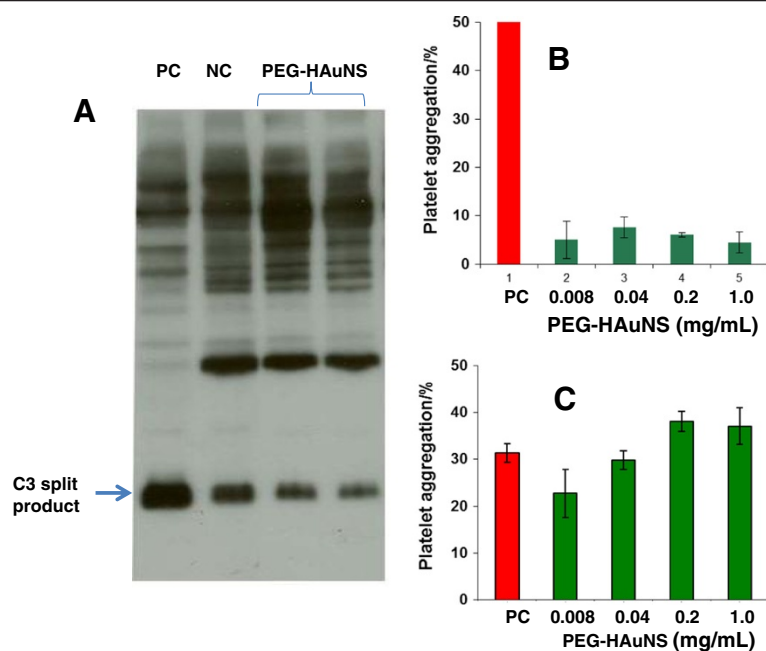 A
PC NC PEG-HAuNS
C3 split
product
B
Platelet aggregation/%
50
40
30
20
10
0
1 2 3 4 5
PC 0.008 0.04 0.2 1.0
PEG-HAuNS (mg/mL)
C
Platelet aggregation/%
50
40
30
20
10
0
PC 0.008 0.04 0.2 1.0
PEG-HAuNS (mg/mL)